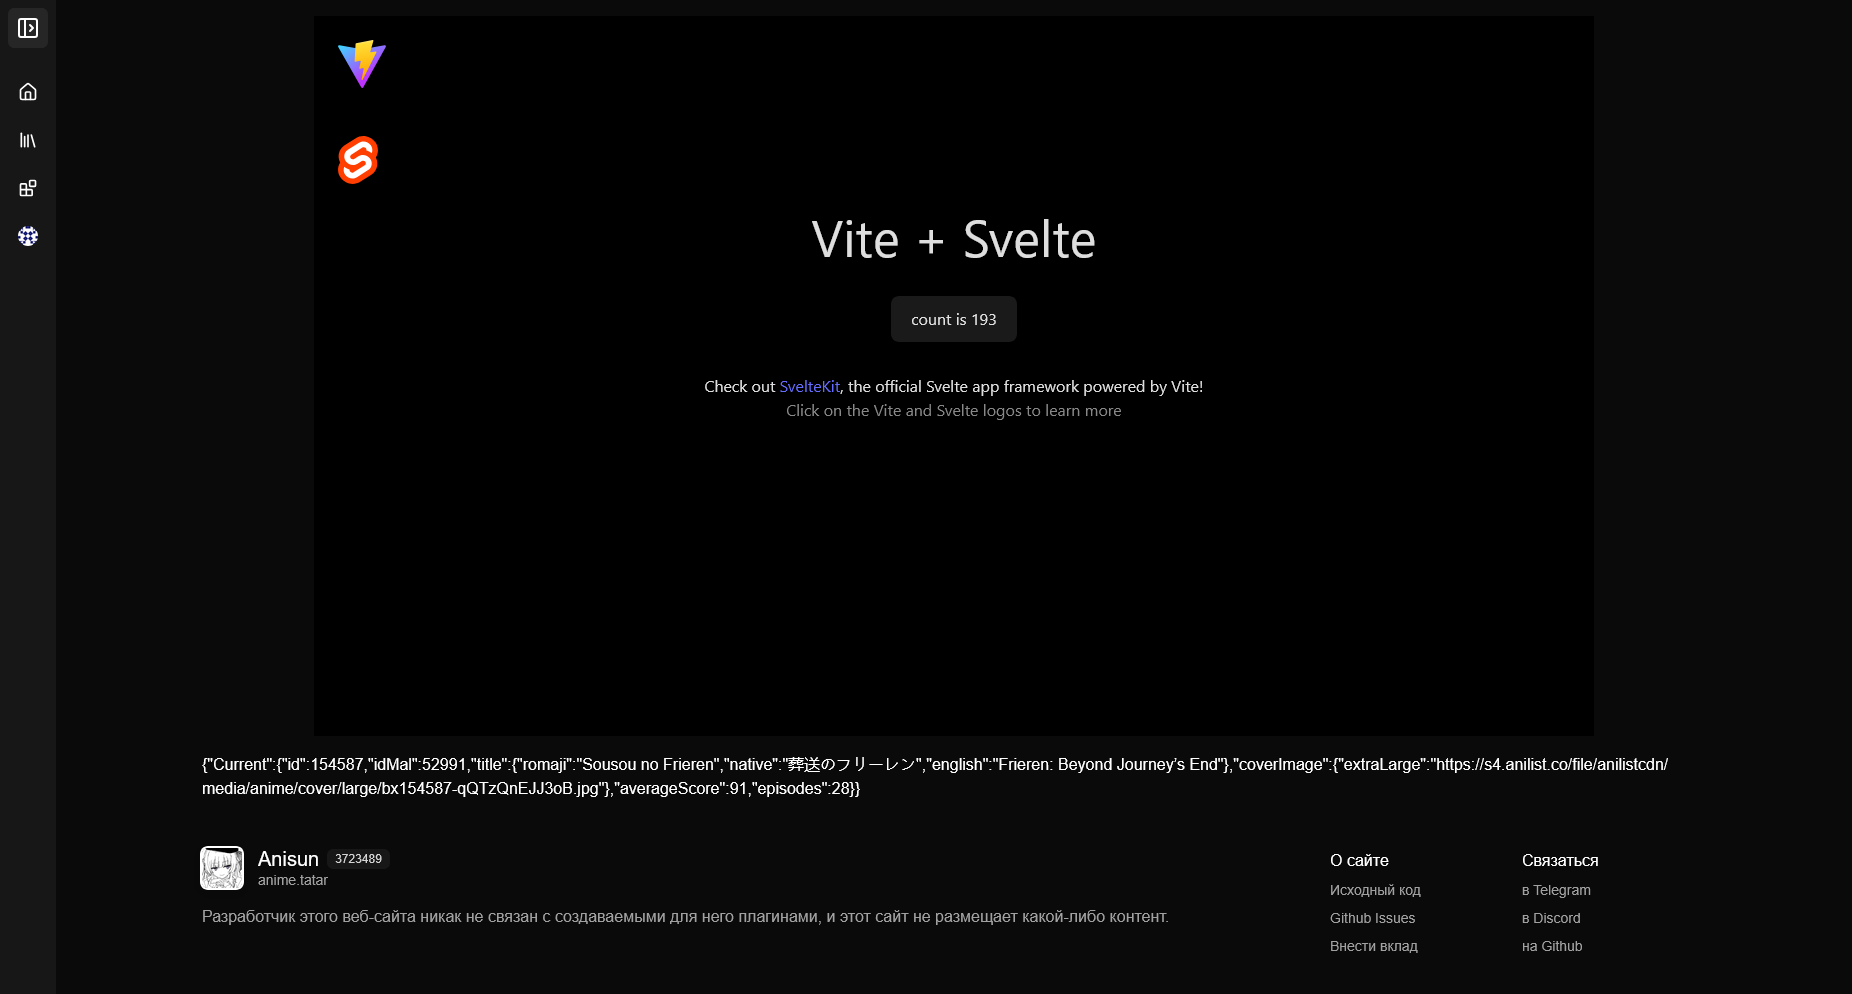 Vite + Svelte
count is 193
Check out SvelteKit, the official Svelte app framework powered by Vite!
Click on the Vite and Svelte logos to learn more
{"Current":{"id":154587,"idMal":52991,"title":{"romaji":"Sousou no Frieren","native":"葬送のフリーレン","english":"Frieren: Beyond Journey’s End"},"coverImage":{"extraLarge":"https://s4.anilist.co/file/anilistcdn/
media/anime/cover/large/bx154587-qQTzQnEJJ3oB.jpg"},"averageScore":91,"episodes":28}}
Anisun 3723489
anime.tatar
Разработчик этого веб-сайта никак не связан с создаваемыми для него плагинами, и этот сайт не размещает какой-либо контент.
О сайте
Исходный код
Github Issues
Внести вклад
Связаться
в Telegram
в Discord
на Github